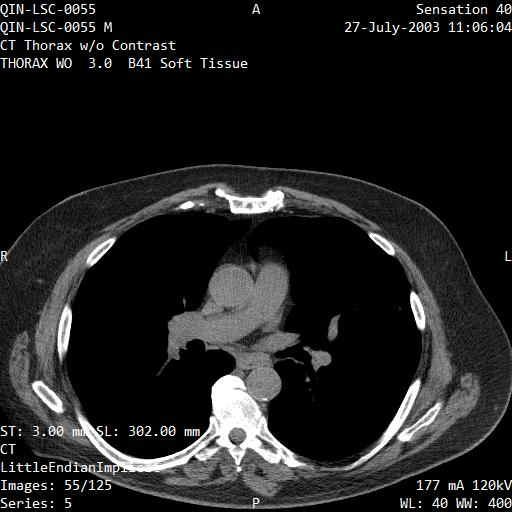 QIN-LSC-0055
A
Sensation 40
QIN-LSC-0055 M
27-July-2003 11:06:04
CT Thorax w/o Contrast
THORAX WO 3.0 B41 Soft Tissue
R
L
ST: 3.00 mm SL: 302.00 mm
CT
LittleEndianImplicit
Images: 55/125
177 mA 120kV
Series: 5
P
WL: 40 WW: 400